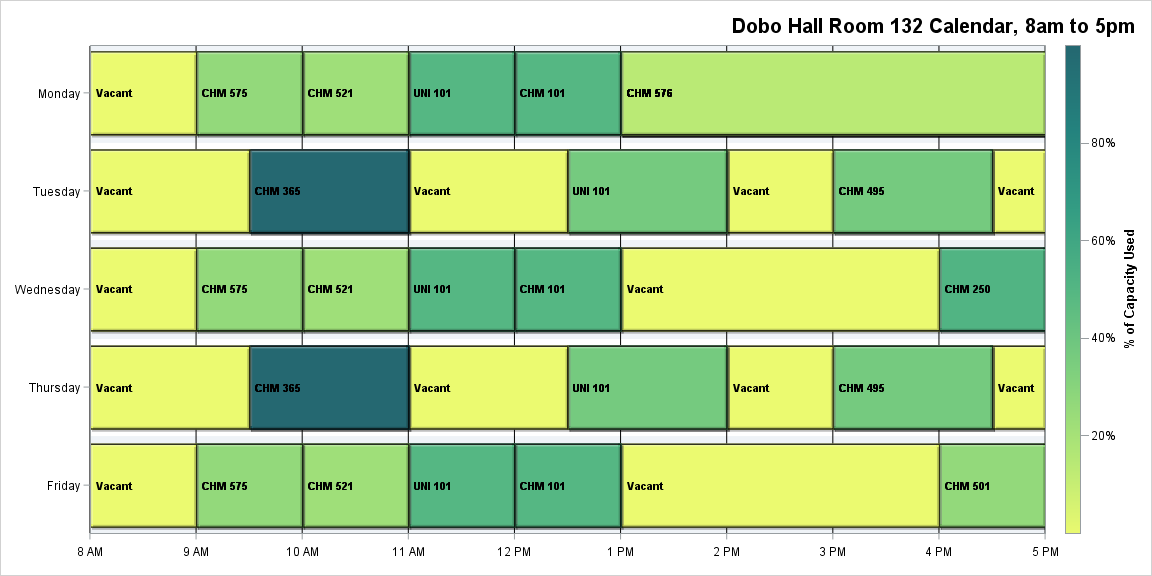 Dobo Hall Room 132 Calendar, 8am to 5pm
Monday Vacant CHM 575 CHM 521 UNI 101 CHM 101 CHM 576
80%
Tuesday Vacant CHM 365 Vacant UNI 101 Vacant CHM 495 Vacant
60%
% of Capacity Used
Wednesday Vacant CHM 575 CHM 521 UNI 101 CHM 101 Vacant CHM 250
40%
Thursday Vacant CHM 365 Vacant UNI 101 Vacant CHM 495 Vacant
20%
Friday Vacant CHM 575 CHM 521 UNI 101 CHM 101 Vacant CHM 501
8 AM 9 AM 10 AM 11 AM 12 PM 1 PM 2 PM 3 PM 4 PM 5 PM